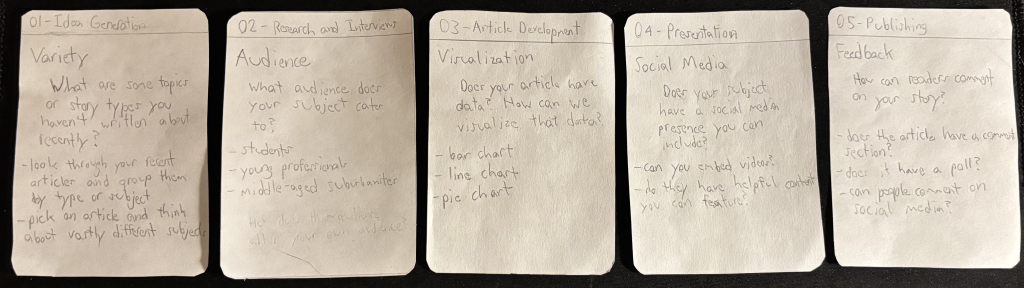 01-Idea Generation
Variety
What are some topics
or story types you
haven't written about
recently?
-look through your recent
articles and group them
by type or subject
-pick an article and think
about vastly different subjects
02-Research and Interviews
Audience
What audience does
your subject cater
to?
-students
-young professionals
-middle-aged suburbanites
your own audience?
03-Article Development
Visualization
Does your article have
data? How can we
visualize that data?
-bar chart
-line chart
-pie chart
04-Presentation
Social Media
Does your subject
have a social media
presence you can
include?
-can you embed videos?
-do they have helpful content
you can feature?
05-Publishing
Feedback
How can readers comment
on your story?
-does the article have a comment
section?
-does it have a poll?
-can people comment on
social media?